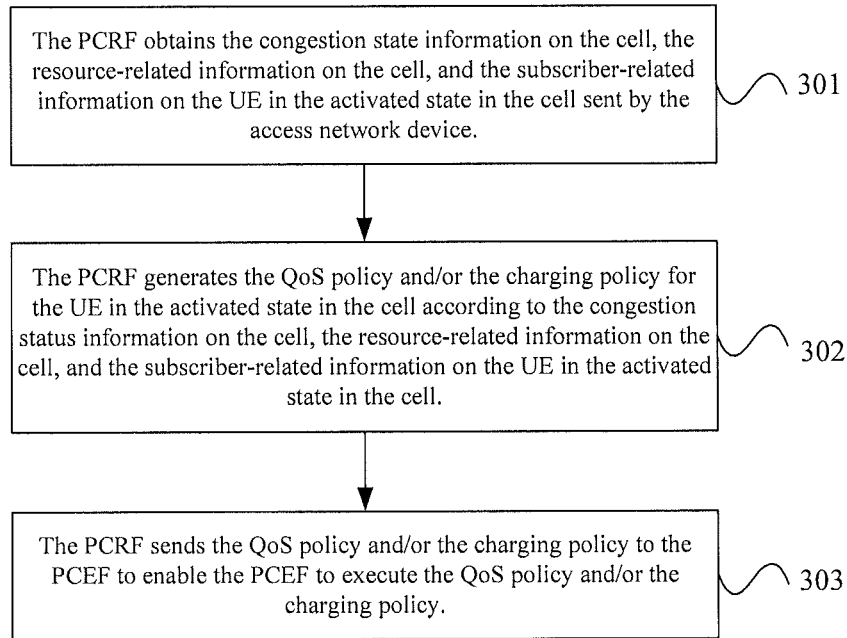 The PCRF obtains the congestion state information on the cell, the
resource-related information on the cell, and the subscriber-related
information on the UE in the activated state in the cell sent by the
access network device.
301
The PCRF generates the QoS policy and/or the charging policy for
the UE in the activated state in the cell according to the congestion
status information on the cell, the resource-related information on the
cell, and the subscriber-related information on the UE in the activated
state in the cell.
302
The PCRF sends the QoS policy and/or the charging policy to the
PCEF to enable the PCEF to execute the QoS policy and/or the
charging policy.
303